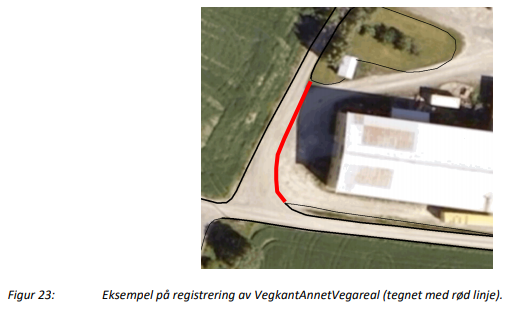 Figur 23: Eksempel på registrering av VegkantAnnetVegareal (tegnet med rød linje).